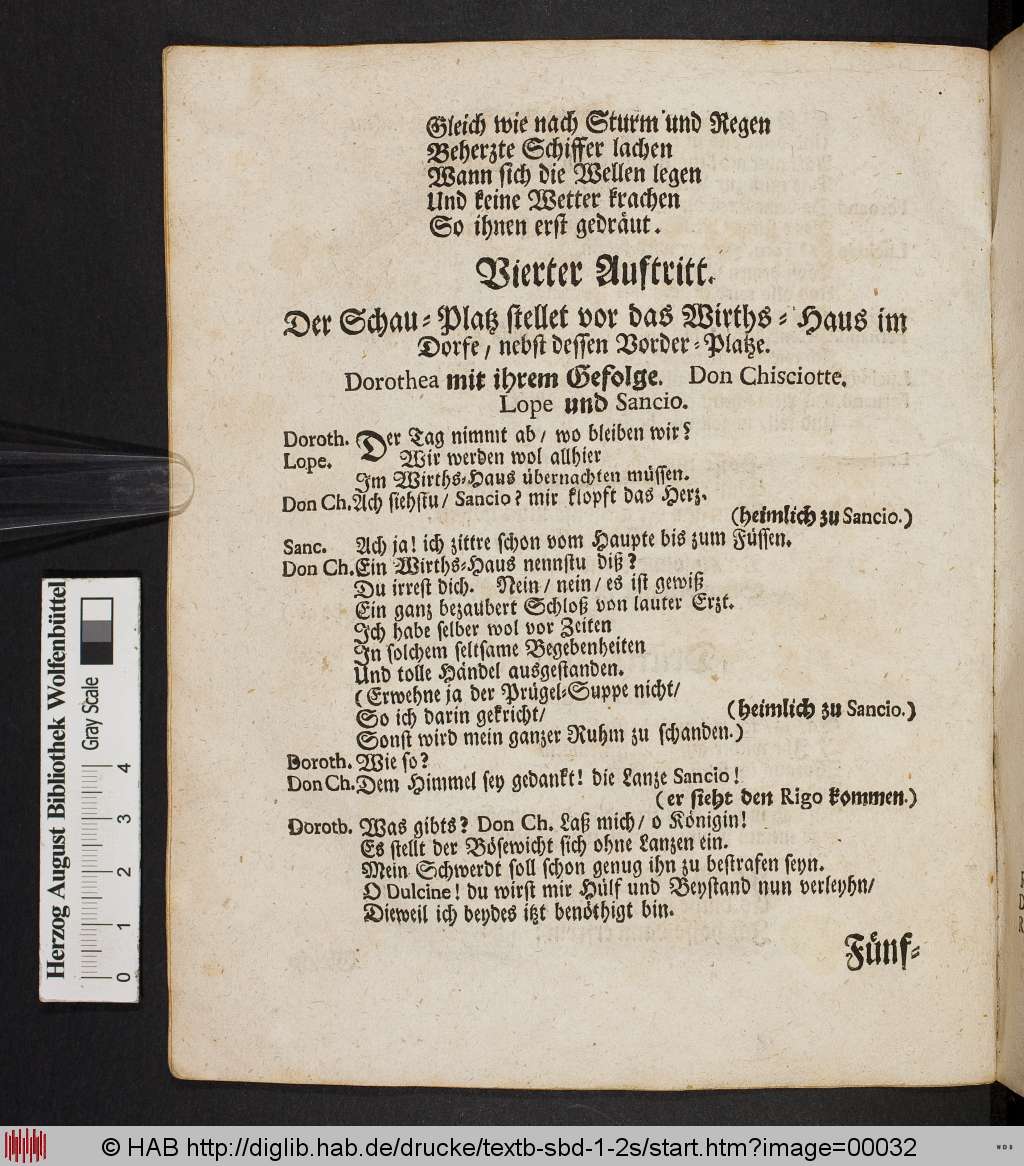 Gleich wie nach Sturm und Regen
Beherzte Schiffer lachen
Wann sich die Wellen legen
Und keine Wetter krachen
So ihnen erst gedräut.
Vierter Auftritt.
Der Schau-Platz stellet vor das Wirths-Haus im
Dorfe/ nebst dessen Vorder-Platze.
Dorothea mit ihrem Gefolge. Don Chisciotte.
Lope und Sancio.
Doroth. Der Tag nimmt ab/ wo bleiben wir?
Lope. Wir werden wol allhier
Im Wirths-Haus übernachten müssen.
Don Ch. Ach siehstu/ Sancio? mir klopft das Herz.
(heimlich zu Sancio.)
Sanc. Ach ja! ich zittre schon vom Haupte bis zum Füssen.
Don Ch. Ein Wirths-Haus nennstu diß?
Du irrest dich. Nein/ nein/ es ist gewiß
Ein ganz bezaubert Schloß von lauter Erzt.
Ich habe selber wol vor Zeiten
In solchem seltsame Begebenheiten
Und tolle Händel ausgestanden.
(Erwehne ja der Prügel-Suppe nicht/
So ich darin gekricht/ (heimlich zu Sancio.)
Sonst wird mein ganzer Ruhm zu schanden.)
Doroth. Wie so?
Don Ch. Dem Himmel sey gedankt! die Lanze Sancio!
(er sieht den Rigo kommen.)
Doroth. Was gibts? Don Ch. Laß mich/ o Königin!
Es stellt der Bösewicht sich ohne Lanzen ein.
Mein Schwerdt soll schon genug ihn zu bestrafen seyn.
O Dulcine! du wirst mir Hülf und Beystand nun verleyhn/
Dieweil ich beydes itzt benöthigt bin.
Fünf-
Herzog August Bibliothek Wolfenbüttel
Gray Scale
0 1 2 3 4
© HAB http://diglib.hab.de/drucke/textb-sbd-1-2s/start.htm?image=00032